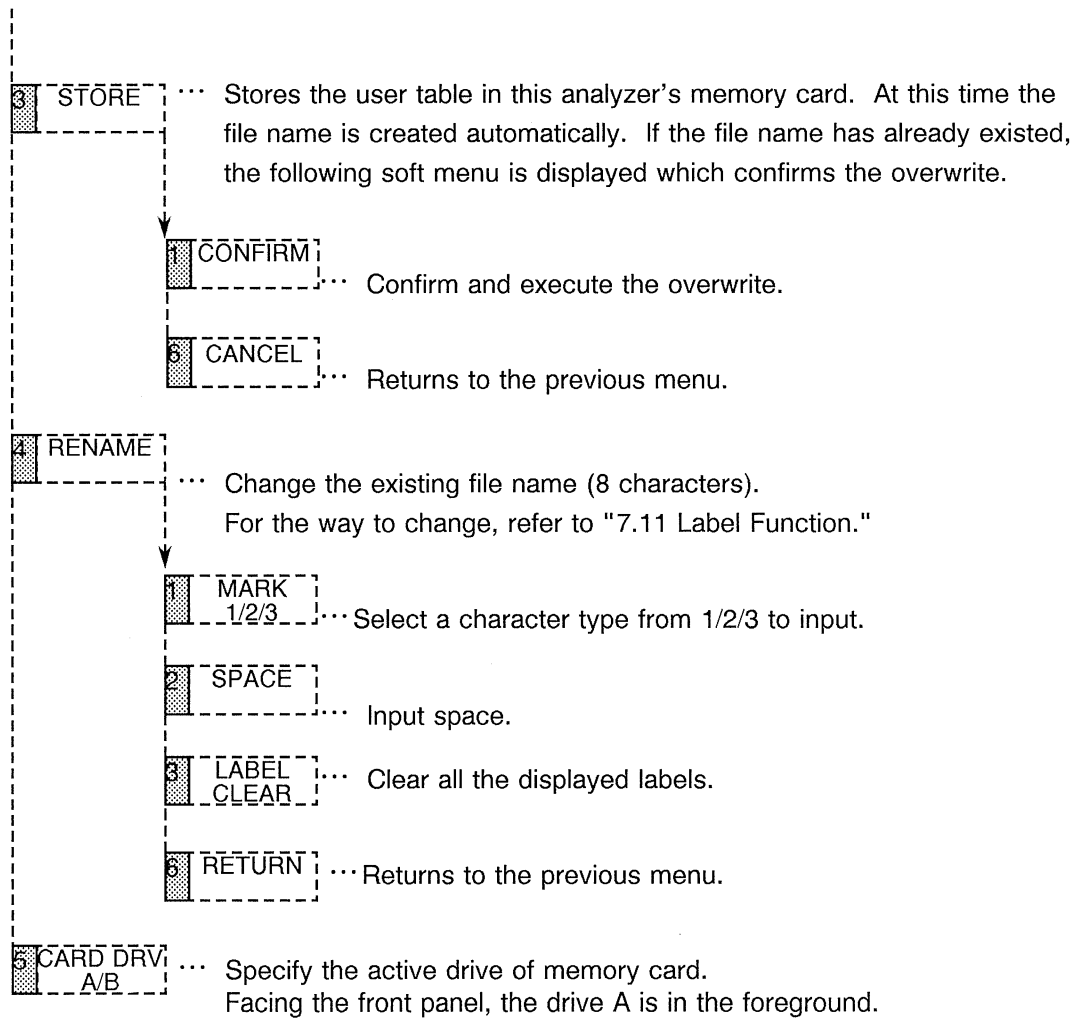 3 STORE ··· Stores the user table in this analyzer's memory card. At this time the
file name is created automatically. If the file name has already existed,
the following soft menu is displayed which confirms the overwrite.
1 CONFIRM
··· Confirm and execute the overwrite.
6 CANCEL
··· Returns to the previous menu.
4 RENAME
··· Change the existing file name (8 characters).
For the way to change, refer to "7.11 Label Function."
1 MARK
1/2/3 ··· Select a character type from 1/2/3 to input.
2 SPACE
··· Input space.
3 LABEL ··· Clear all the displayed labels.
CLEAR
6 RETURN ··· Returns to the previous menu.
5 CARD DRV ··· Specify the active drive of memory card.
A/B
Facing the front panel, the drive A is in the foreground.